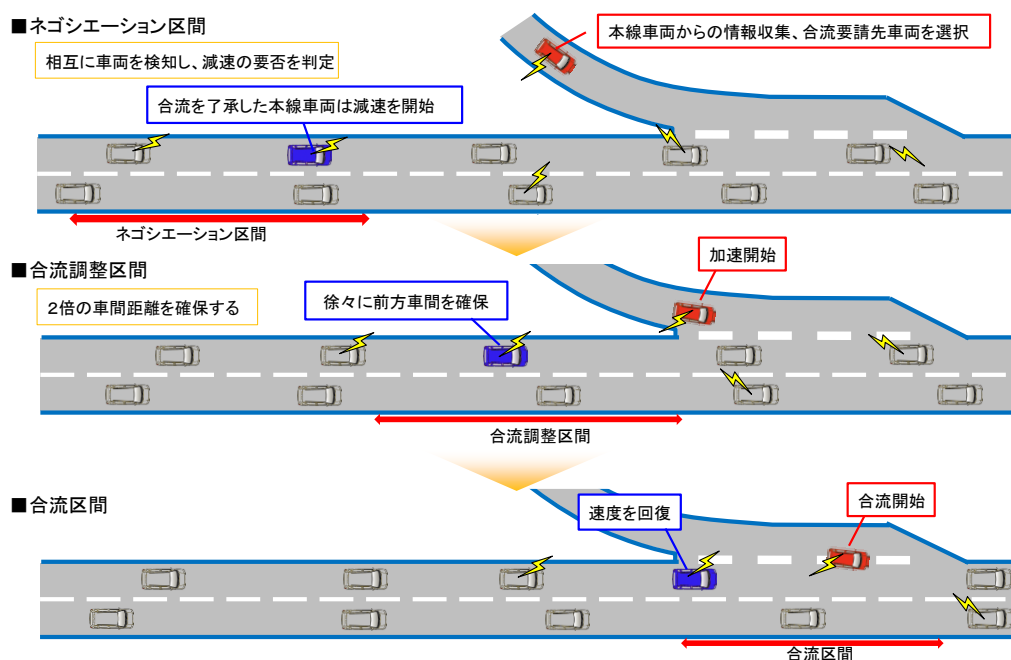 ■ネゴシエーション区間
本線車両からの情報収集、合流要請先車両を選択
相互に車両を検知し、減速の要否を判定
合流を了承した本線車両は減速を開始
ネゴシエーション区間
■合流調整区間
加速開始
2倍の車間距離を確保する
徐々に前方車間を確保
合流調整区間
■合流区間
速度を回復
合流開始
合流区間